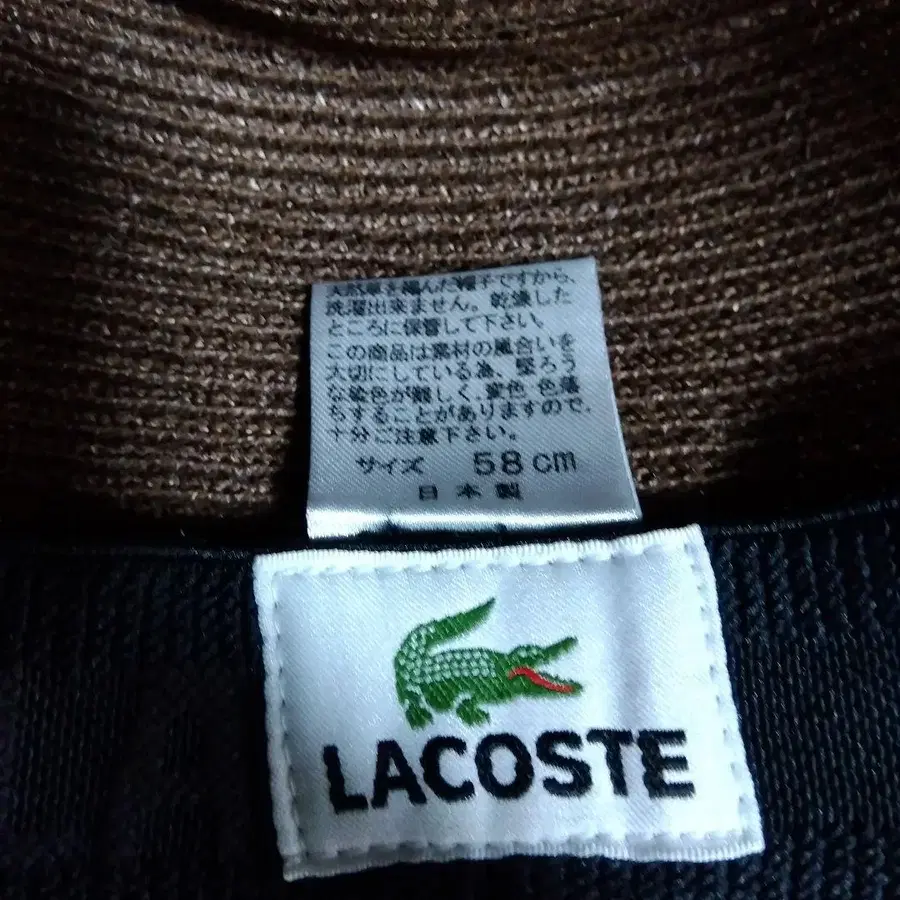 天然草を編んだ帽子ですから、
洗濯出来ません。乾燥した
ところに保管して下さい。
この商品は素材の風合いを
大切にしている為、堅ろう
な染色が難しく、変色、色落
ちすることがありますので、
十分ご注意下さい。
サイズ 58cm
日本製
LACOSTE